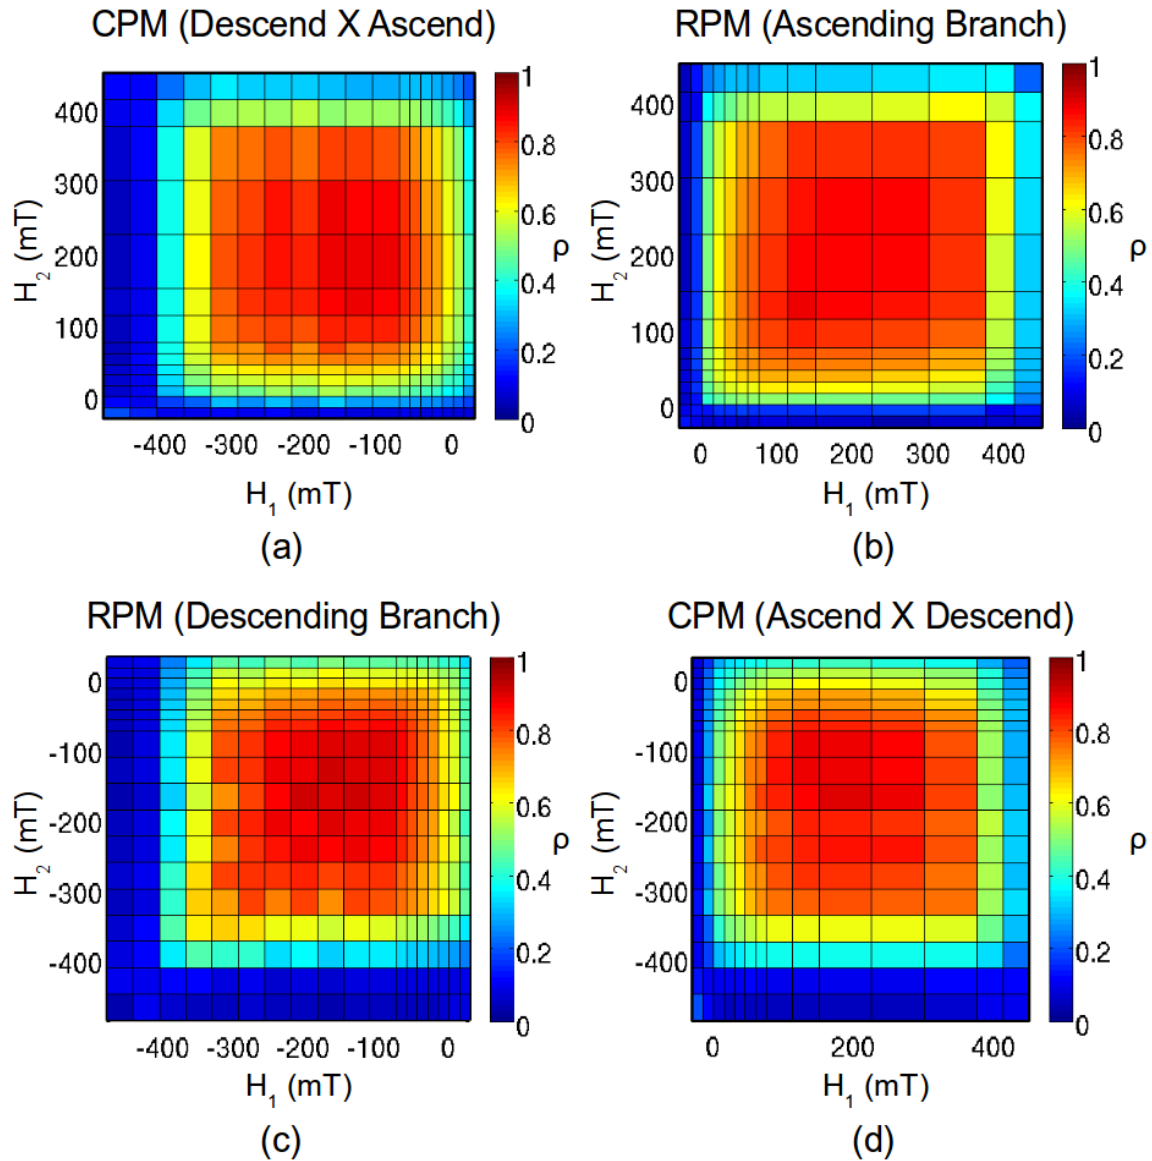 CPM (Descend X Ascend)
RPM (Ascending Branch)
400
300
200
100
0
H2 (mT)
-400 -300 -200 -100 0
H1 (mT)
1
0.8
0.6
0.4
0.2
0
ρ
(a)
400
300
200
100
0
H2 (mT)
0 100 200 300 400
H1 (mT)
1
0.8
0.6
0.4
0.2
0
ρ
(b)
RPM (Descending Branch)
CPM (Ascend X Descend)
0
-100
-200
-300
-400
H2 (mT)
-400 -300 -200 -100 0
H1 (mT)
1
0.8
0.6
0.4
0.2
0
ρ
(c)
0
-100
-200
-300
-400
H2 (mT)
0 200 400
H1 (mT)
1
0.8
0.6
0.4
0.2
0
ρ
(d)